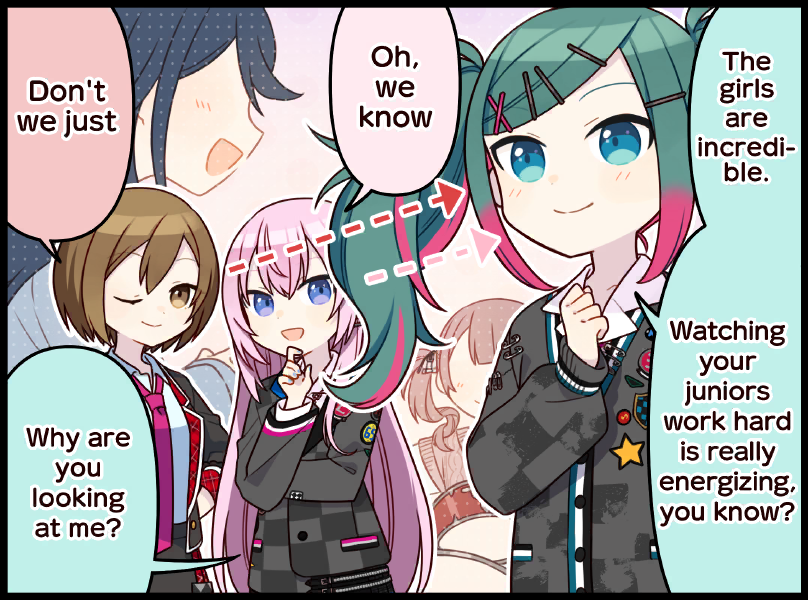 The
girls
are
incredi-
ble.
Watching
your
juniors
work hard
is really
energizing,
you know?
Oh,
we
know
Don't
we just
Why are
you
looking
at me?